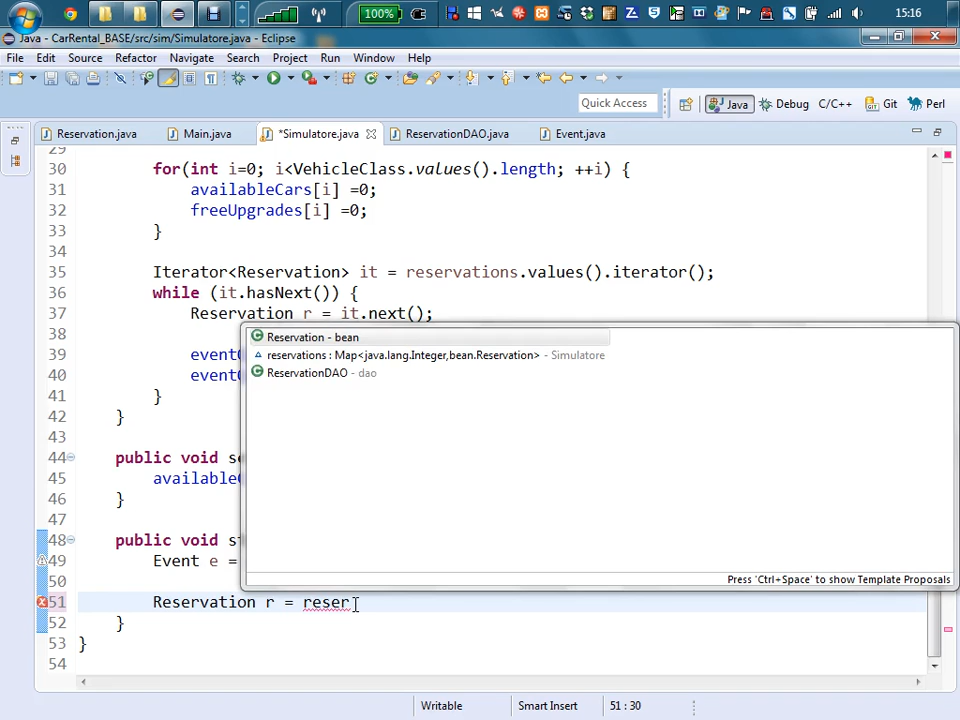 100%
15:16
Java - CarRental_BASE/src/sim/Simulatore.java - Eclipse
File Edit Source Refactor Navigate Search Project Run Window Help
Quick Access
Java Debug C/C++ Git Perl
Reservation.java Main.java *Simulatore.java ReservationDAO.java Event.java
29
30 for(int i=0; i<VehicleClass.values().length; ++i) {
31 availableCars[i] =0;
32 freeUpgrades[i] =0;
33 }
34
35 Iterator<Reservation> it = reservations.values().iterator();
36 while (it.hasNext()) {
37 Reservation r = it.next();
38
39 event
40 event
41 }
42 }
43
44 public void s
45 available
46 }
47
48 public void s
49 Event e =
50
51 Reservation r = reser
52 }
53 }
54
Reservation - bean
reservations : Map<java.lang.Integer,bean.Reservation> - Simulatore
ReservationDAO - dao
Press 'Ctrl+Space' to show Template Proposals
Writable Smart Insert 51 : 30